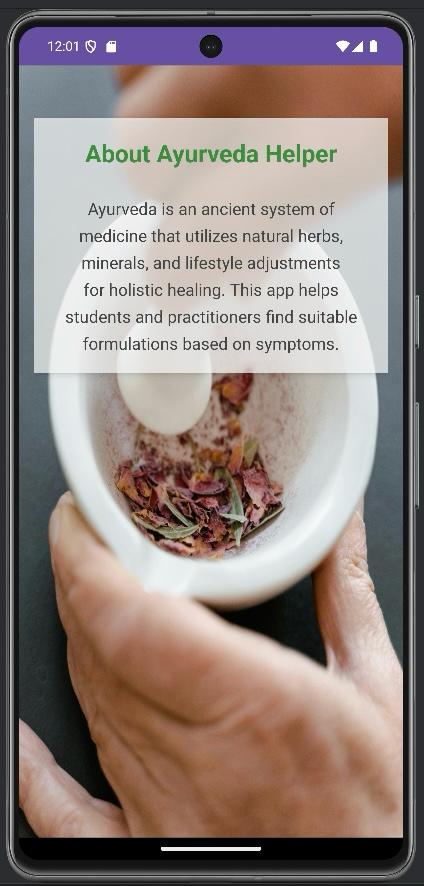 12:01
About Ayurveda Helper
Ayurveda is an ancient system of
medicine that utilizes natural herbs,
minerals, and lifestyle adjustments
for holistic healing. This app helps
students and practitioners find suitable
formulations based on symptoms.